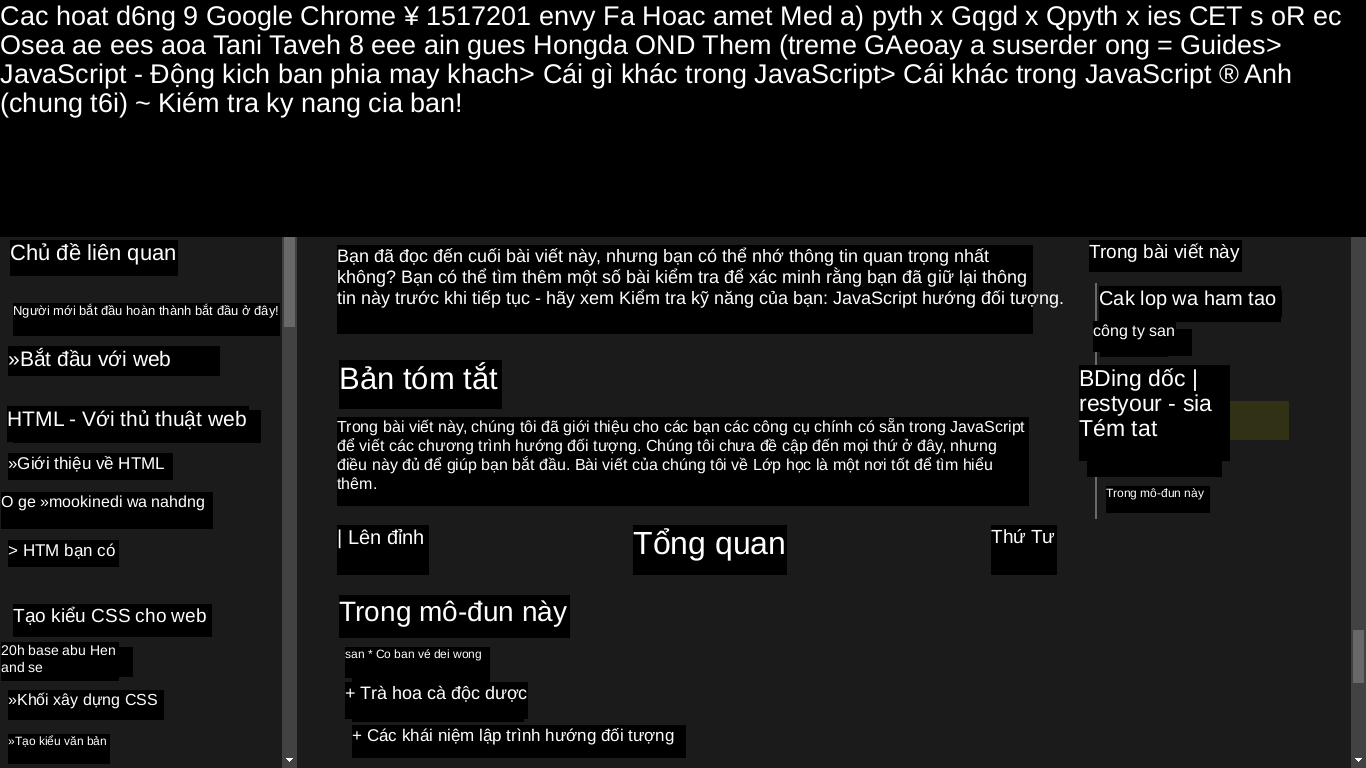 Cac hoat d6ng 9 Google Chrome ¥ 1517201 envy Fa Hoac amet Med a) pyth x Gqgd x Qpyth x ies CET s oR ec
Osea ae ees aoa Tani Taveh 8 eee ain gues Hongda OND Them (treme GAeoay a suserder ong = Guides>
JavaScript - Động kich ban phia may khach> Cái gì khác trong JavaScript> Cái khác trong JavaScript ® Anh
(chung t6i) ~ Kiém tra ky nang cia ban!
Chủ đề liên quan
Người mới bắt đầu hoàn thành bắt đầu ở đây!
»Bắt đầu với web
HTML - Với thủ thuật web
»Giới thiệu về HTML
O ge »mookinedi wa nahdng
> HTM bạn có
Tạo kiểu CSS cho web
20h base abu Hen
and se
»Khối xây dựng CSS
»Tạo kiểu văn bản
Bạn đã đọc đến cuối bài viết này, nhưng bạn có thể nhớ thông tin quan trọng nhất
không? Bạn có thể tìm thêm một số bài kiểm tra để xác minh rằng bạn đã giữ lại thông
tin này trước khi tiếp tục - hãy xem Kiểm tra kỹ năng của bạn: JavaScript hướng đối tượng.
Bản tóm tắt
Trong bài viết này, chúng tôi đã giới thiệu cho các bạn các công cụ chính có sẵn trong JavaScript
để viết các chương trình hướng đối tượng. Chúng tôi chưa đề cập đến mọi thứ ở đây, nhưng
điều này đủ để giúp bạn bắt đầu. Bài viết của chúng tôi về Lớp học là một nơi tốt để tìm hiểu
thêm.
| Lên đỉnh
Tổng quan
Thứ Tư
Trong mô-đun này
san * Co ban vé dei wong
+ Trà hoa cà độc dược
+ Các khái niệm lập trình hướng đối tượng
Trong bài viết này
Cak lop wa ham tao
công ty san
BDing dốc |
restyour - sia
Tém tat
Trong mô-đun này